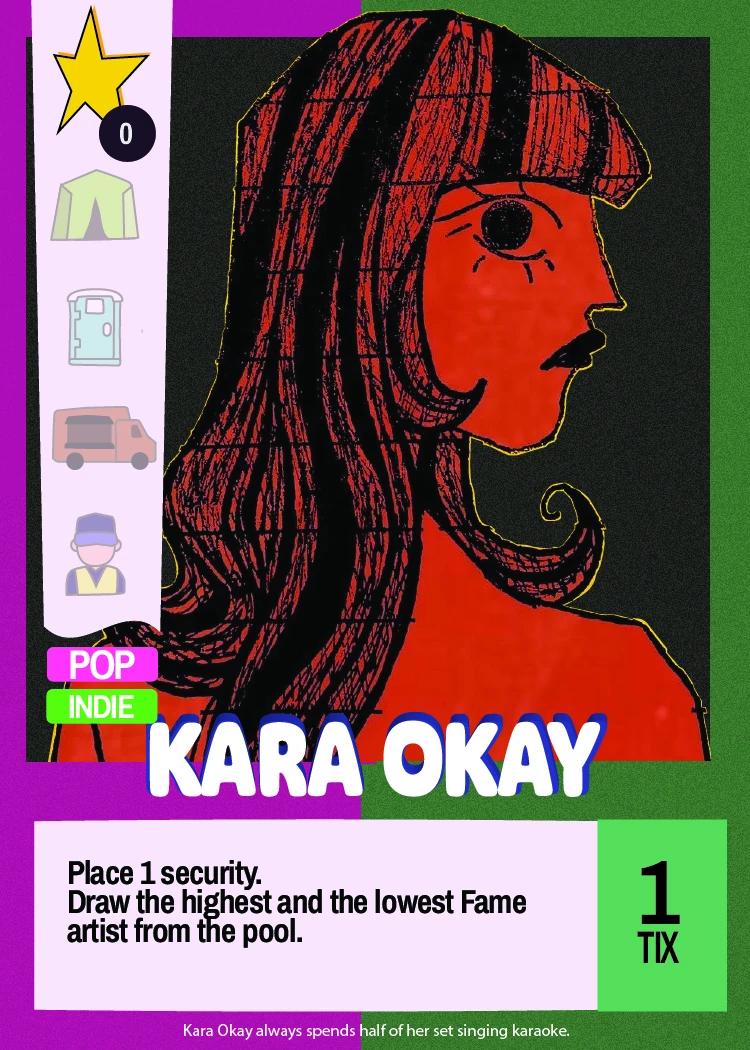 0
POP
INDIE
KARA OKAY
Place 1 security.
Draw the highest and the lowest Fame
artist from the pool.
1
TIX
Kara Okay always spends half of her set singing karaoke.